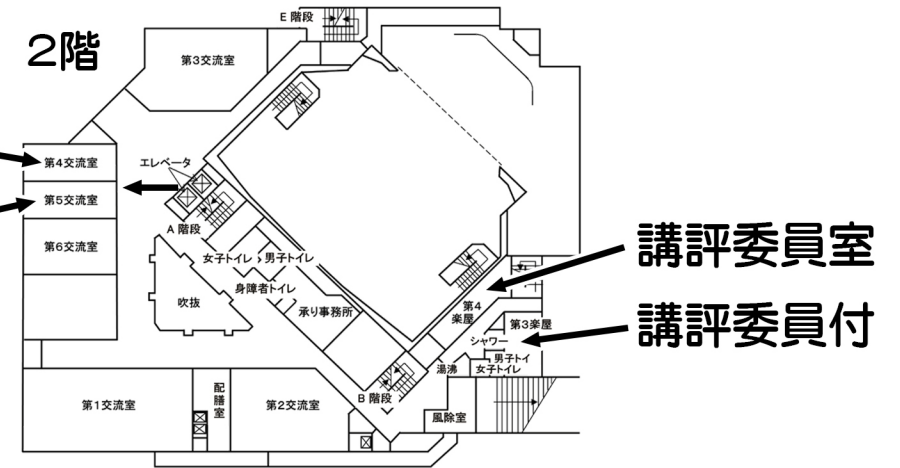 E 階段
2階
第3交流室
第4交流室
エレベータ
第5交流室
A 階段
第6交流室
女子トイレ
男子トイレ
身障者トイレ
吹抜
承り事務所
講評委員室
第4
楽屋
第3楽屋
講評委員付
シャワー
男子トイ
女子トイレ
湯沸
B 階段
第1交流室
配膳室
第2交流室
風除室